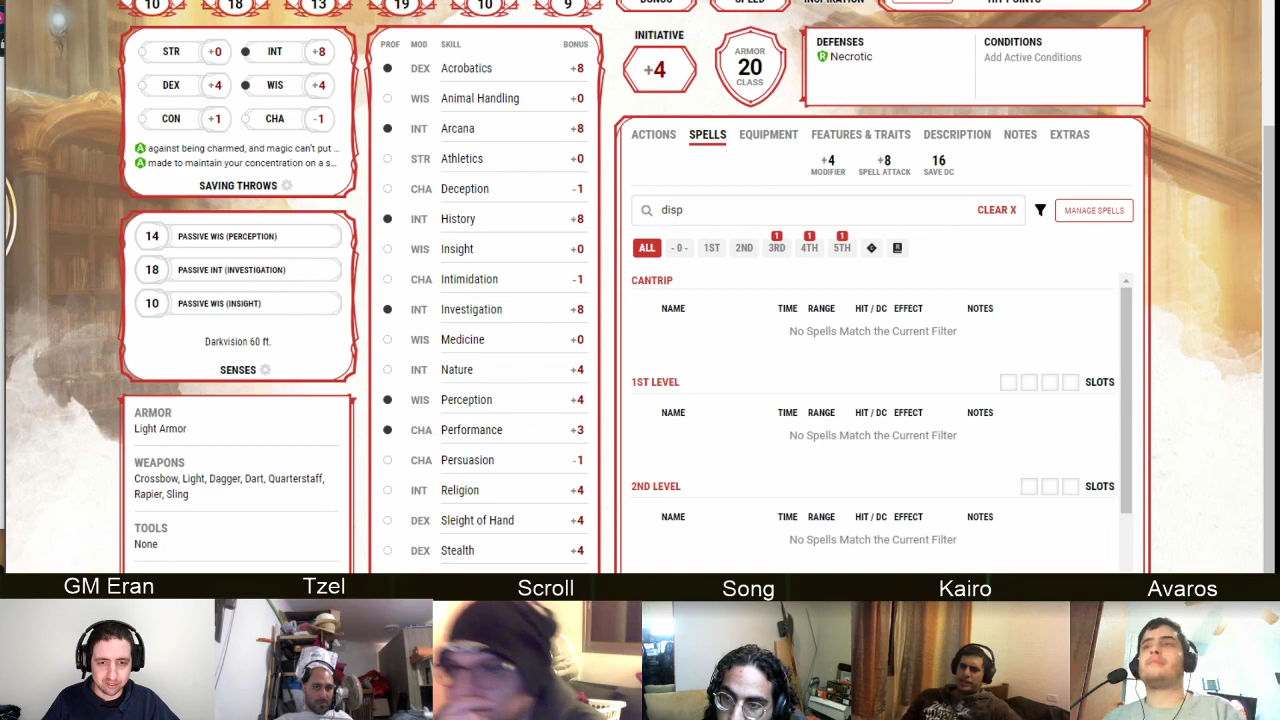 10 18 13 19 10 9
BONUS SPEED INSPIRATION HIT POINTS
STR +0 INT +8
DEX +4 WIS +4
CON +1 CHA -1
against being charmed, and magic can't put ...
made to maintain your concentration on a s...
SAVING THROWS
14 PASSIVE WIS (PERCEPTION)
18 PASSIVE INT (INVESTIGATION)
10 PASSIVE WIS (INSIGHT)
Darkvision 60 ft.
SENSES
ARMOR
Light Armor
WEAPONS
Crossbow, Light, Dagger, Dart, Quarterstaff,
Rapier, Sling
TOOLS
None
PROF MOD SKILL BONUS
DEX Acrobatics +8
WIS Animal Handling +0
INT Arcana +8
STR Athletics +0
CHA Deception -1
INT History +8
WIS Insight +0
CHA Intimidation -1
INT Investigation +8
WIS Medicine +0
INT Nature +4
WIS Perception +4
CHA Performance +3
CHA Persuasion -1
INT Religion +4
DEX Sleight of Hand +4
DEX Stealth +4
INITIATIVE
+4
ARMOR
20
CLASS
DEFENSES
R Necrotic
CONDITIONS
Add Active Conditions
ACTIONS SPELLS EQUIPMENT FEATURES & TRAITS DESCRIPTION NOTES EXTRAS
+4 +8 16
MODIFIER SPELL ATTACK SAVE DC
disp CLEAR X MANAGE SPELLS
1 1 1
ALL - 0 - 1ST 2ND 3RD 4TH 5TH R
CANTRIP
NAME TIME RANGE HIT / DC EFFECT NOTES
No Spells Match the Current Filter
1ST LEVEL SLOTS
NAME TIME RANGE HIT / DC EFFECT NOTES
No Spells Match the Current Filter
2ND LEVEL SLOTS
NAME TIME RANGE HIT / DC EFFECT NOTES
No Spells Match the Current Filter
GM Eran Tzel Scroll Song Kairo Avaros